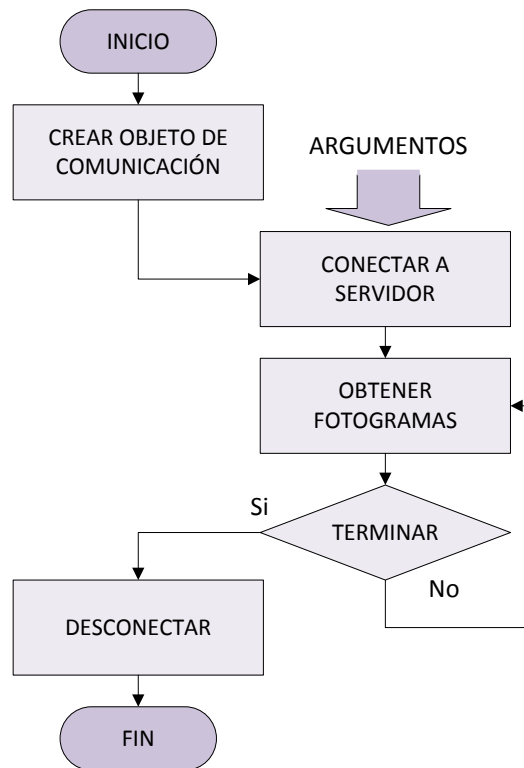 INICIO
CREAR OBJETO DE
COMUNICACIÓN
ARGUMENTOS
CONECTAR A
SERVIDOR
OBTENER
FOTOGRAMAS
Si
TERMINAR
No
DESCONECTAR
FIN